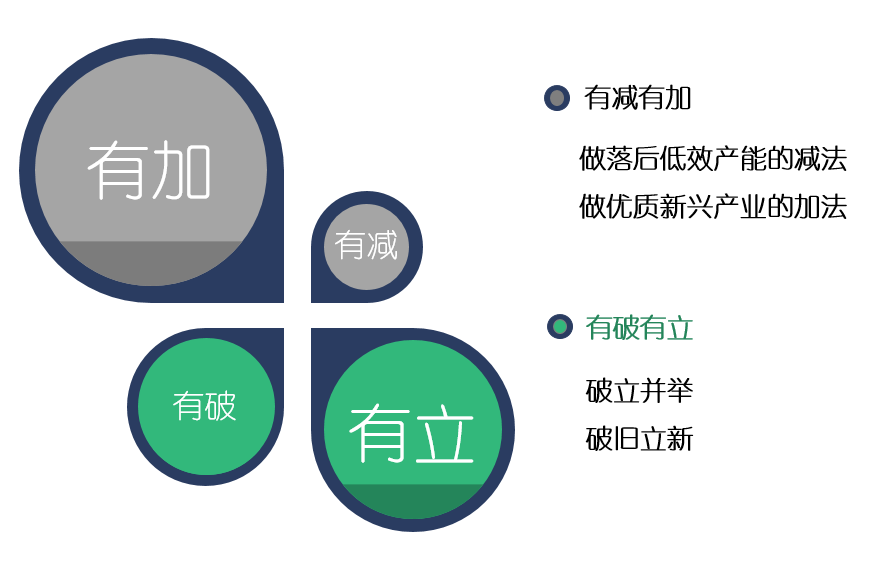 有加
有减
有破
有立
有减有加
做落后低效产能的减法
做优质新兴产业的加法
有破有立
破立并举
破旧立新